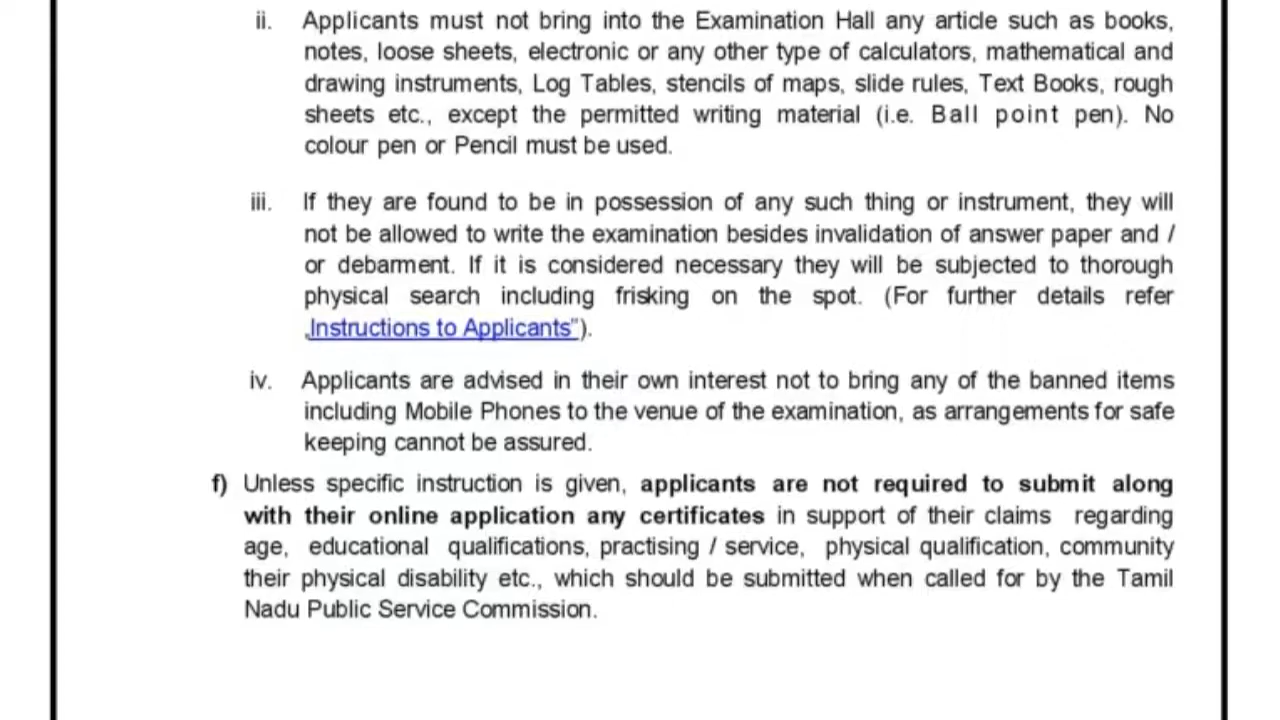 ii. Applicants must not bring into the Examination Hall any article such as books,
notes, loose sheets, electronic or any other type of calculators, mathematical and
drawing instruments, Log Tables, stencils of maps, slide rules, Text Books, rough
sheets etc., except the permitted writing material (i.e. Ball point pen). No
colour pen or Pencil must be used.
iii. If they are found to be in possession of any such thing or instrument, they will
not be allowed to write the examination besides invalidation of answer paper and /
or debarment. If it is considered necessary they will be subjected to thorough
physical search including frisking on the spot. (For further details refer
„Instructions to Applicants‟).
iv. Applicants are advised in their own interest not to bring any of the banned items
including Mobile Phones to the venue of the examination, as arrangements for safe
keeping cannot be assured.
f) Unless specific instruction is given, applicants are not required to submit along
with their online application any certificates in support of their claims regarding
age, educational qualifications, practising / service, physical qualification, community
their physical disability etc., which should be submitted when called for by the Tamil
Nadu Public Service Commission.